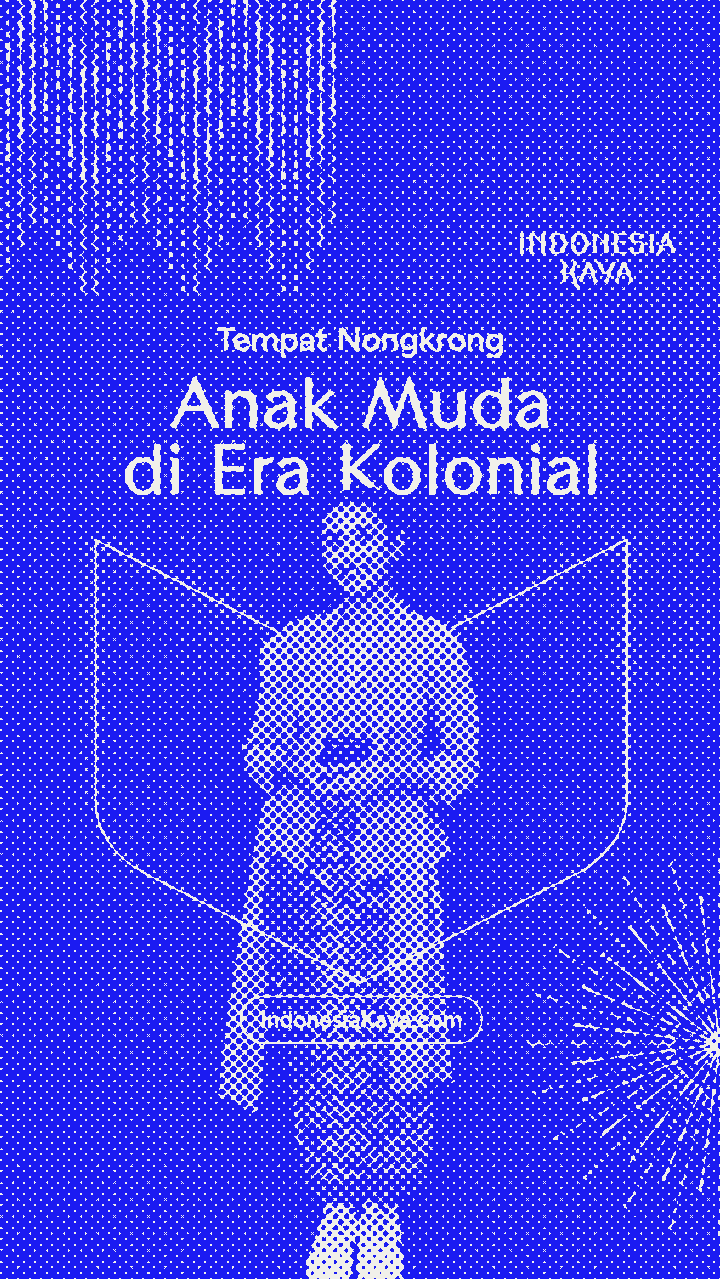 INDONESIA
KAYA
Tempat Nongkrong
Anak Muda
di Era Kolonial
IndonesiaKaya.com